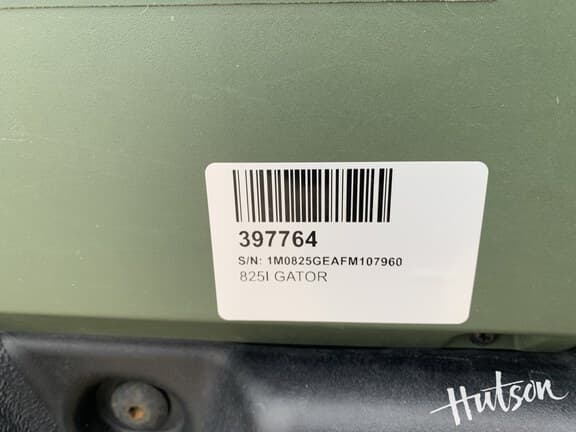 397764
S/N: 1M0825GEAFM107960
825I GATOR
Hutson